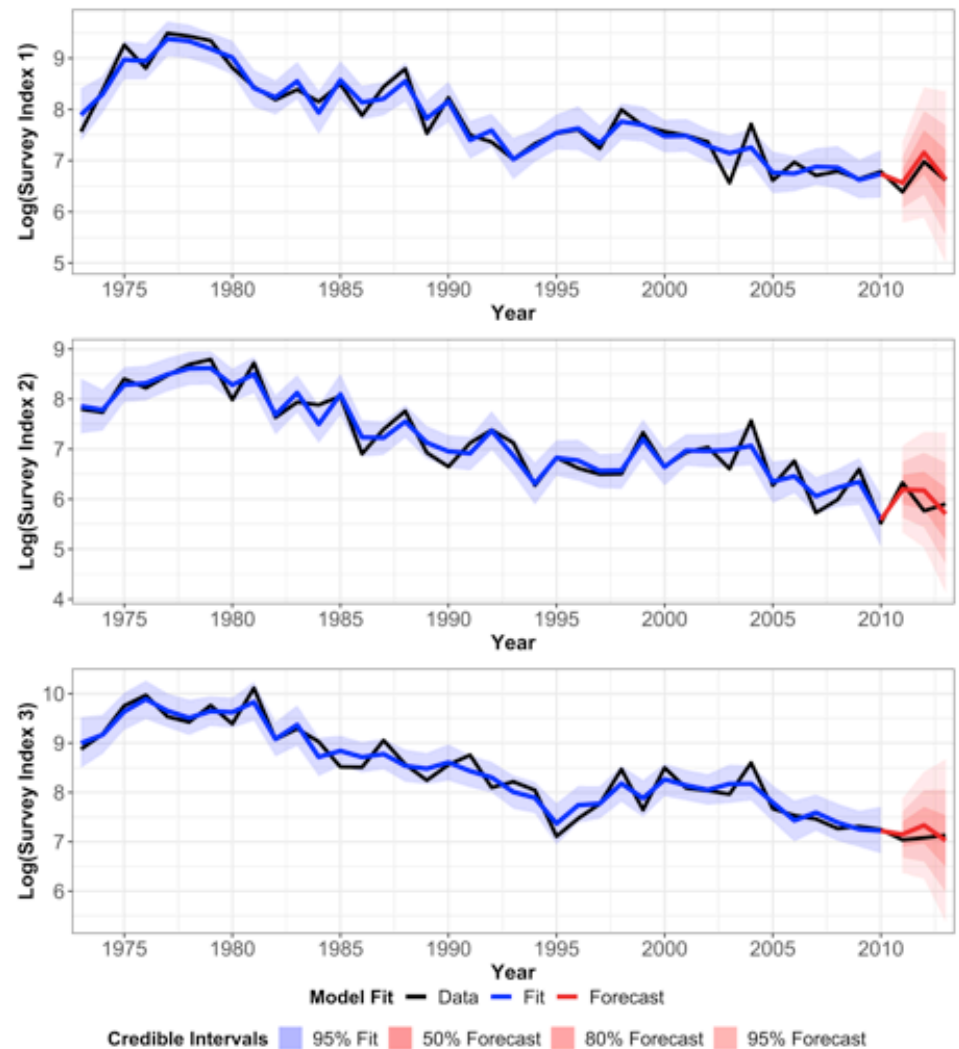 Log(Survey Index 1)
9
8
7
6
5
1975 1980 1985 1990 1995 2000 2005 2010
Year
Log(Survey Index 2)
9
8
7
6
5
4
1975 1980 1985 1990 1995 2000 2005 2010
Year
Log(Survey Index 3)
10
9
8
7
6
1975 1980 1985 1990 1995 2000 2005 2010
Year
Model Fit Data Fit Forecast
Credible Intervals 95% Fit 50% Forecast 80% Forecast 95% Forecast